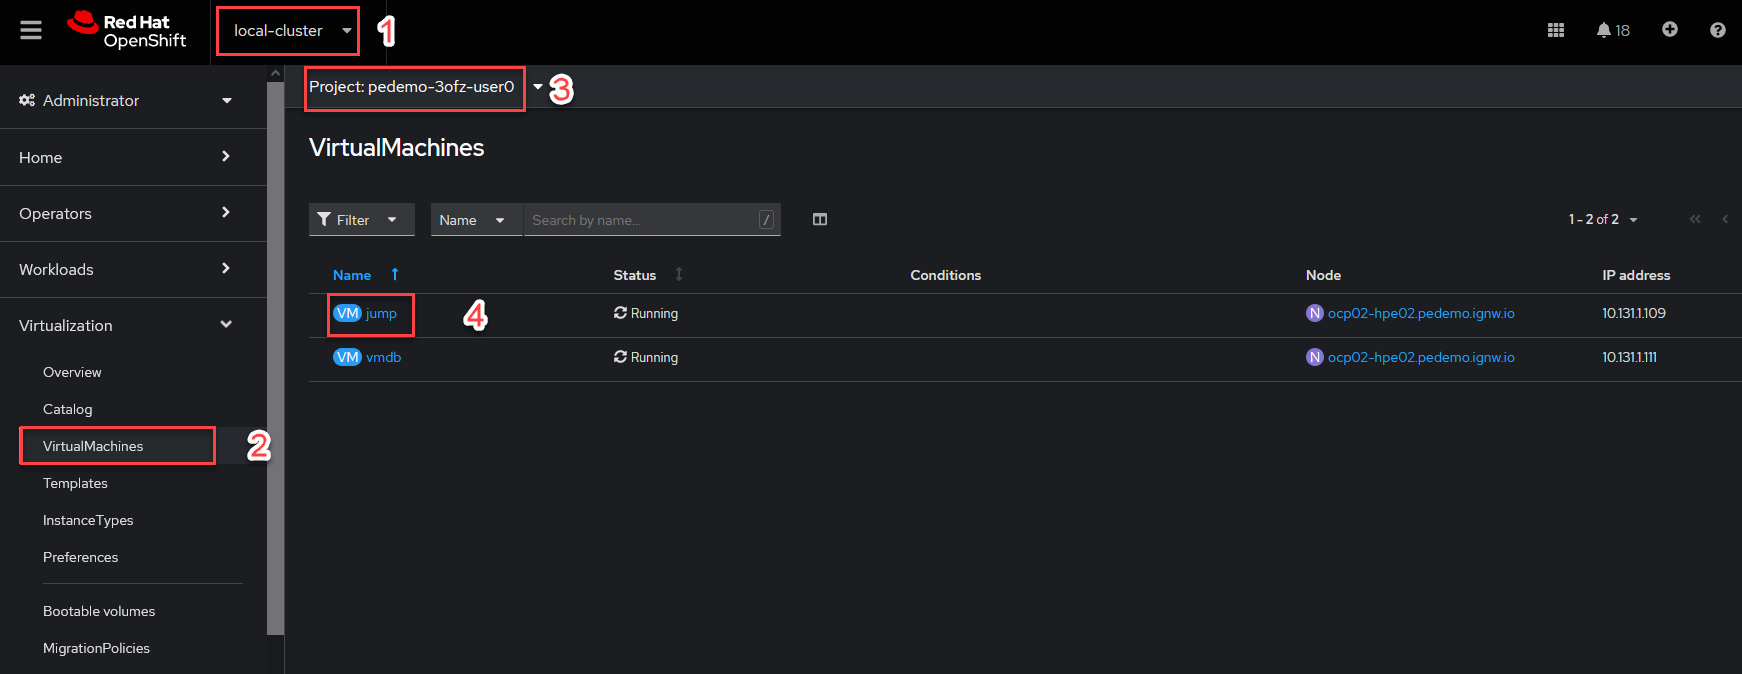 Red Hat
OpenShift
local-cluster
1
18
Administrator
Project: pedemo-3ofz-user0
3
Home
VirtualMachines
Operators
Filter
Name
Search by name...
/
1 - 2 of 2
Workloads
Name
Status
Conditions
Node
IP address
VM jump
4
Running
N ocp02-hpe02.pedemo.ignw.io
10.131.1.109
Virtualization
VM vmdb
Running
N ocp02-hpe02.pedemo.ignw.io
10.131.1.111
Overview
Catalog
VirtualMachines
2
Templates
InstanceTypes
Preferences
Bootable volumes
MigrationPolicies